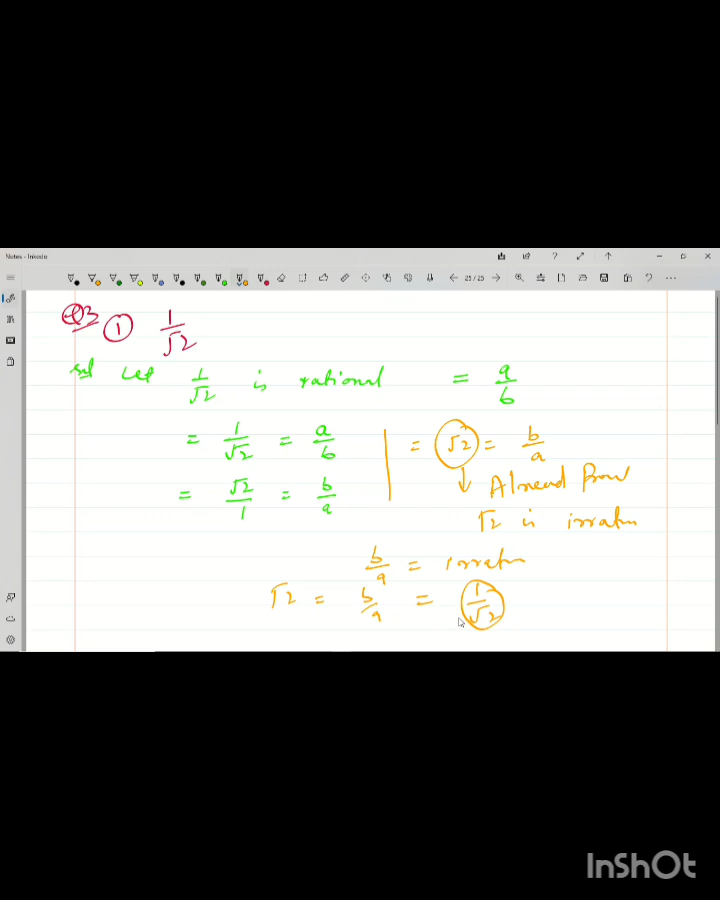 Notes - Inkodo
25/25
Q3 ① 1/√2
Sol Let 1/√2 is rational = a/b
= 1/√2 = a/b
= √2 = b/a
= √2/1 = b/a
Alread Prov
√2 is irratn
b/a = irratn
√2 = b/a = 1/√2
InShOt